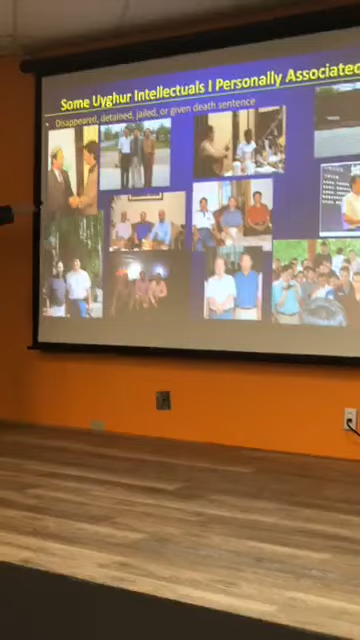 Some Uyghur Intellectuals I Personally Associated
Disappeared, detained, jailed, or given death sentence